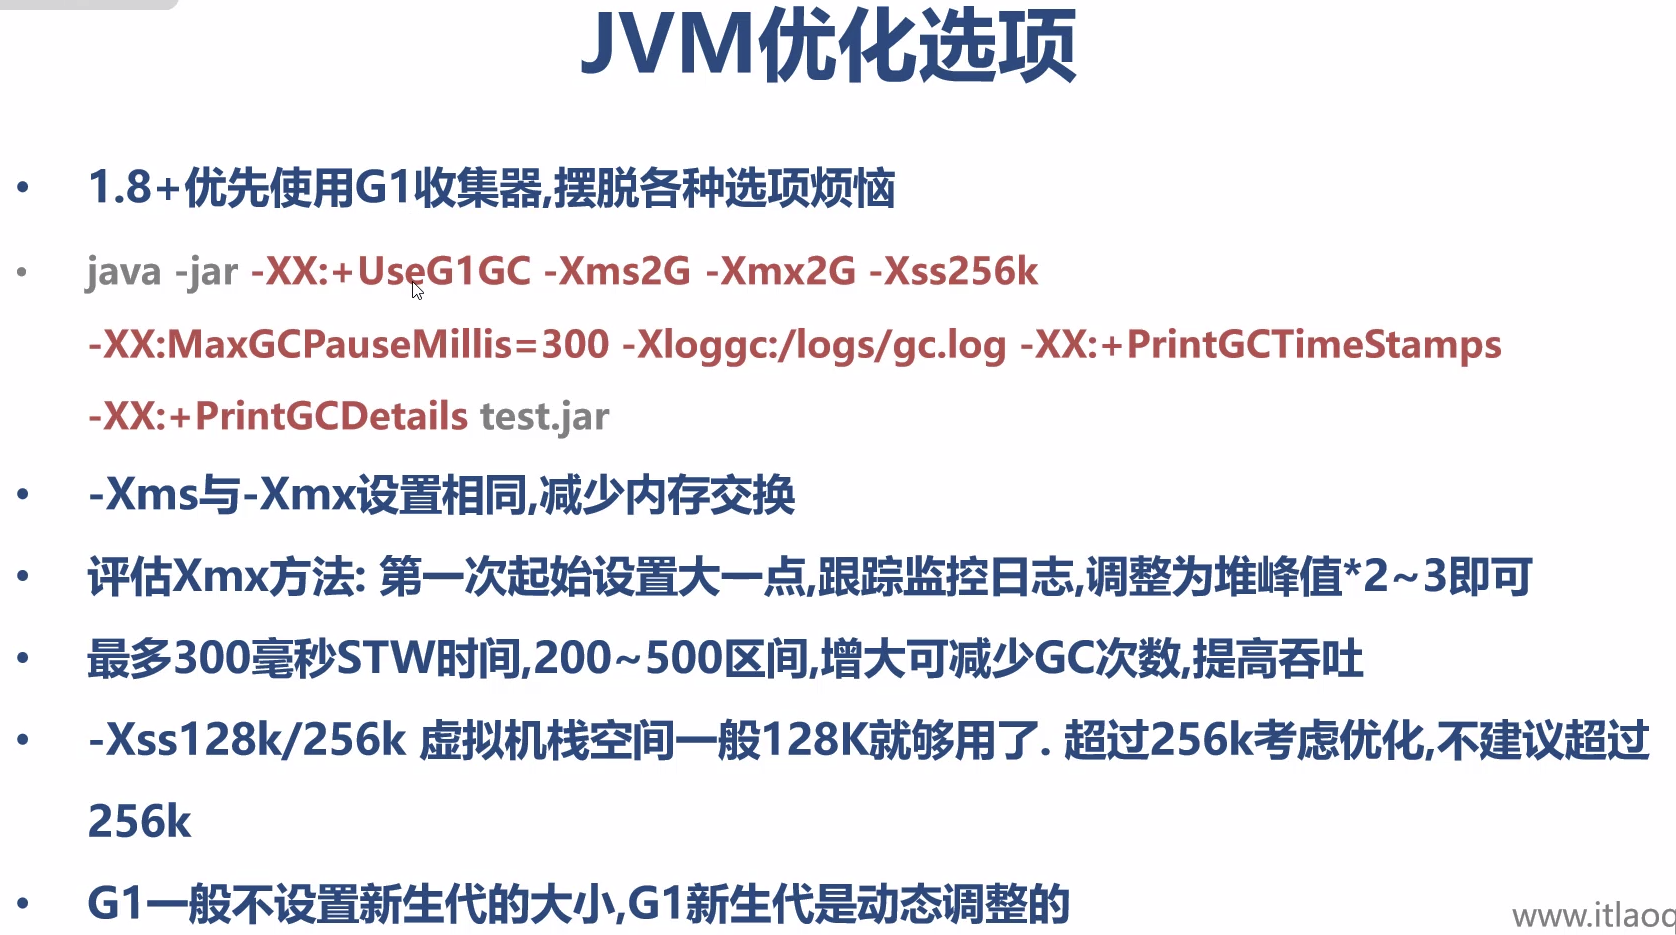 JVM优化选项
• 1.8+优先使用G1收集器,摆脱各种选项烦恼
• java -jar -XX:+UseG1GC -Xms2G -Xmx2G -Xss256k
-XX:MaxGCPauseMillis=300 -Xloggc:/logs/gc.log -XX:+PrintGCTimeStamps
-XX:+PrintGCDetails test.jar
• -Xms与-Xmx设置相同,减少内存交换
• 评估Xmx方法: 第一次起始设置大一点,跟踪监控日志,调整为堆峰值*2~3即可
• 最多300毫秒STW时间,200~500区间,增大可减少GC次数,提高吞吐
• -Xss128k/256k 虚拟机栈空间一般128K就够用了. 超过256k考虑优化,不建议超过
256k
• G1一般不设置新生代的大小,G1新生代是动态调整的
www.itlaoq